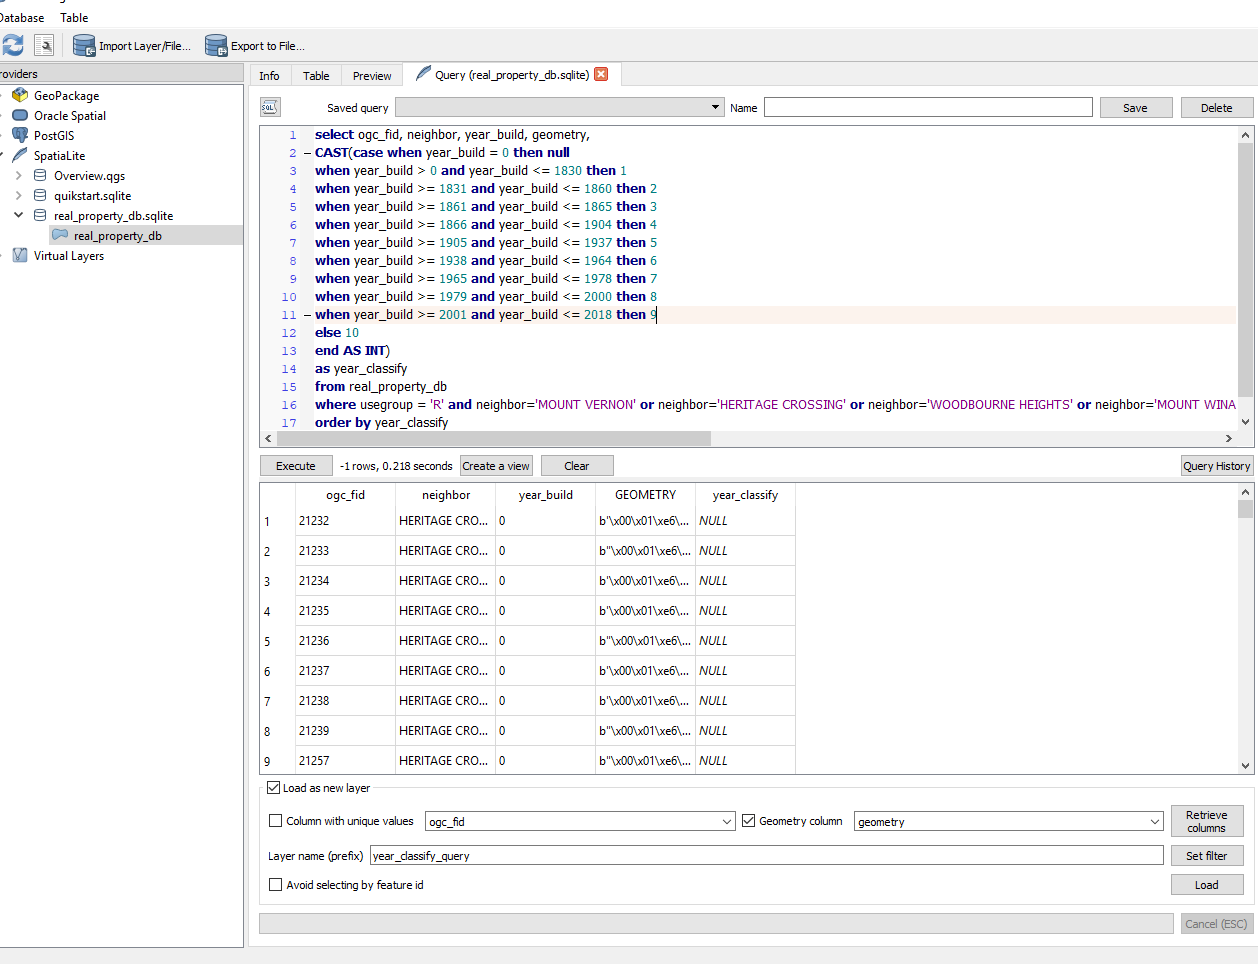 Database Table
Import Layer/File... Export to File...
roviders
GeoPackage
Oracle Spatial
PostGIS
SpatiaLite
Overview.qgs
quikstart.sqlite
real_property_db.sqlite
real_property_db
Virtual Layers
Info Table Preview Query (real_property_db.sqlite)
SQL Saved query Name Save Delete
1 select ogc_fid, neighbor, year_build, geometry,
2 CAST(case when year_build = 0 then null
3 when year_build > 0 and year_build <= 1830 then 1
4 when year_build >= 1831 and year_build <= 1860 then 2
5 when year_build >= 1861 and year_build <= 1865 then 3
6 when year_build >= 1866 and year_build <= 1904 then 4
7 when year_build >= 1905 and year_build <= 1937 then 5
8 when year_build >= 1938 and year_build <= 1964 then 6
9 when year_build >= 1965 and year_build <= 1978 then 7
10 when year_build >= 1979 and year_build <= 2000 then 8
11 when year_build >= 2001 and year_build <= 2018 then 9
12 else 10
13 end AS INT)
14 as year_classify
15 from real_property_db
16 where usegroup = 'R' and neighbor='MOUNT VERNON' or neighbor='HERITAGE CROSSING' or neighbor='WOODBOURNE HEIGHTS' or neighbor='MOUNT WINA
17 order by year_classify
Execute -1 rows, 0.218 seconds Create a view Clear Query History
ogc_fid neighbor year_build GEOMETRY year_classify
1 21232 HERITAGE CRO... 0 b'\x00\x01\xe6\... NULL
2 21233 HERITAGE CRO... 0 b"\x00\x01\xe6\... NULL
3 21234 HERITAGE CRO... 0 b'\x00\x01\xe6\... NULL
4 21235 HERITAGE CRO... 0 b'\x00\x01\xe6\... NULL
5 21236 HERITAGE CRO... 0 b"\x00\x01\xe6\... NULL
6 21237 HERITAGE CRO... 0 b'\x00\x01\xe6\... NULL
7 21238 HERITAGE CRO... 0 b'\x00\x01\xe6\... NULL
8 21239 HERITAGE CRO... 0 b"\x00\x01\xe6\... NULL
9 21257 HERITAGE CRO... 0 b'\x00\x01\xe6\... NULL
Load as new layer
Column with unique values ogc_fid Geometry column geometry Retrieve columns
Layer name (prefix) year_classify_query Set filter
Avoid selecting by feature id Load
Cancel (ESC)